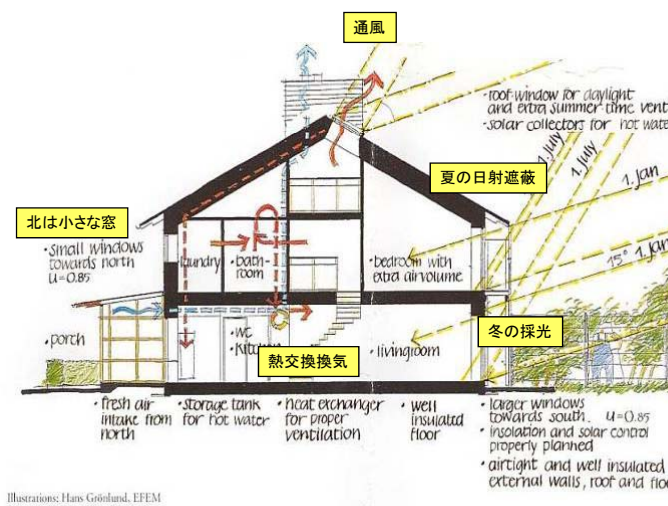 通風
・roof window for daylight
and extra summer-time vent
・solar collectors for hot wate
1. July
1. July
夏の日射遮蔽
1. Jan
北は小さな窓
・small windows
towards north
u=0.85
laundry
・bath-
room
・bedroom with
extra air volume
15° 1. Jan
冬の採光
・porch
・wc
・kitchen
熱交換換気
・livingroom
・fresh air
intake from
north
・storage tank
for hot water
・heat exchanger
for proper
ventilation
・well
insulated
floor
・larger windows
towards south. u=0.85
・insolation and solar control
properly planned
・airtight and well insulated
external walls, roof and floo
Illustrations: Hans Grönlund, EFEM